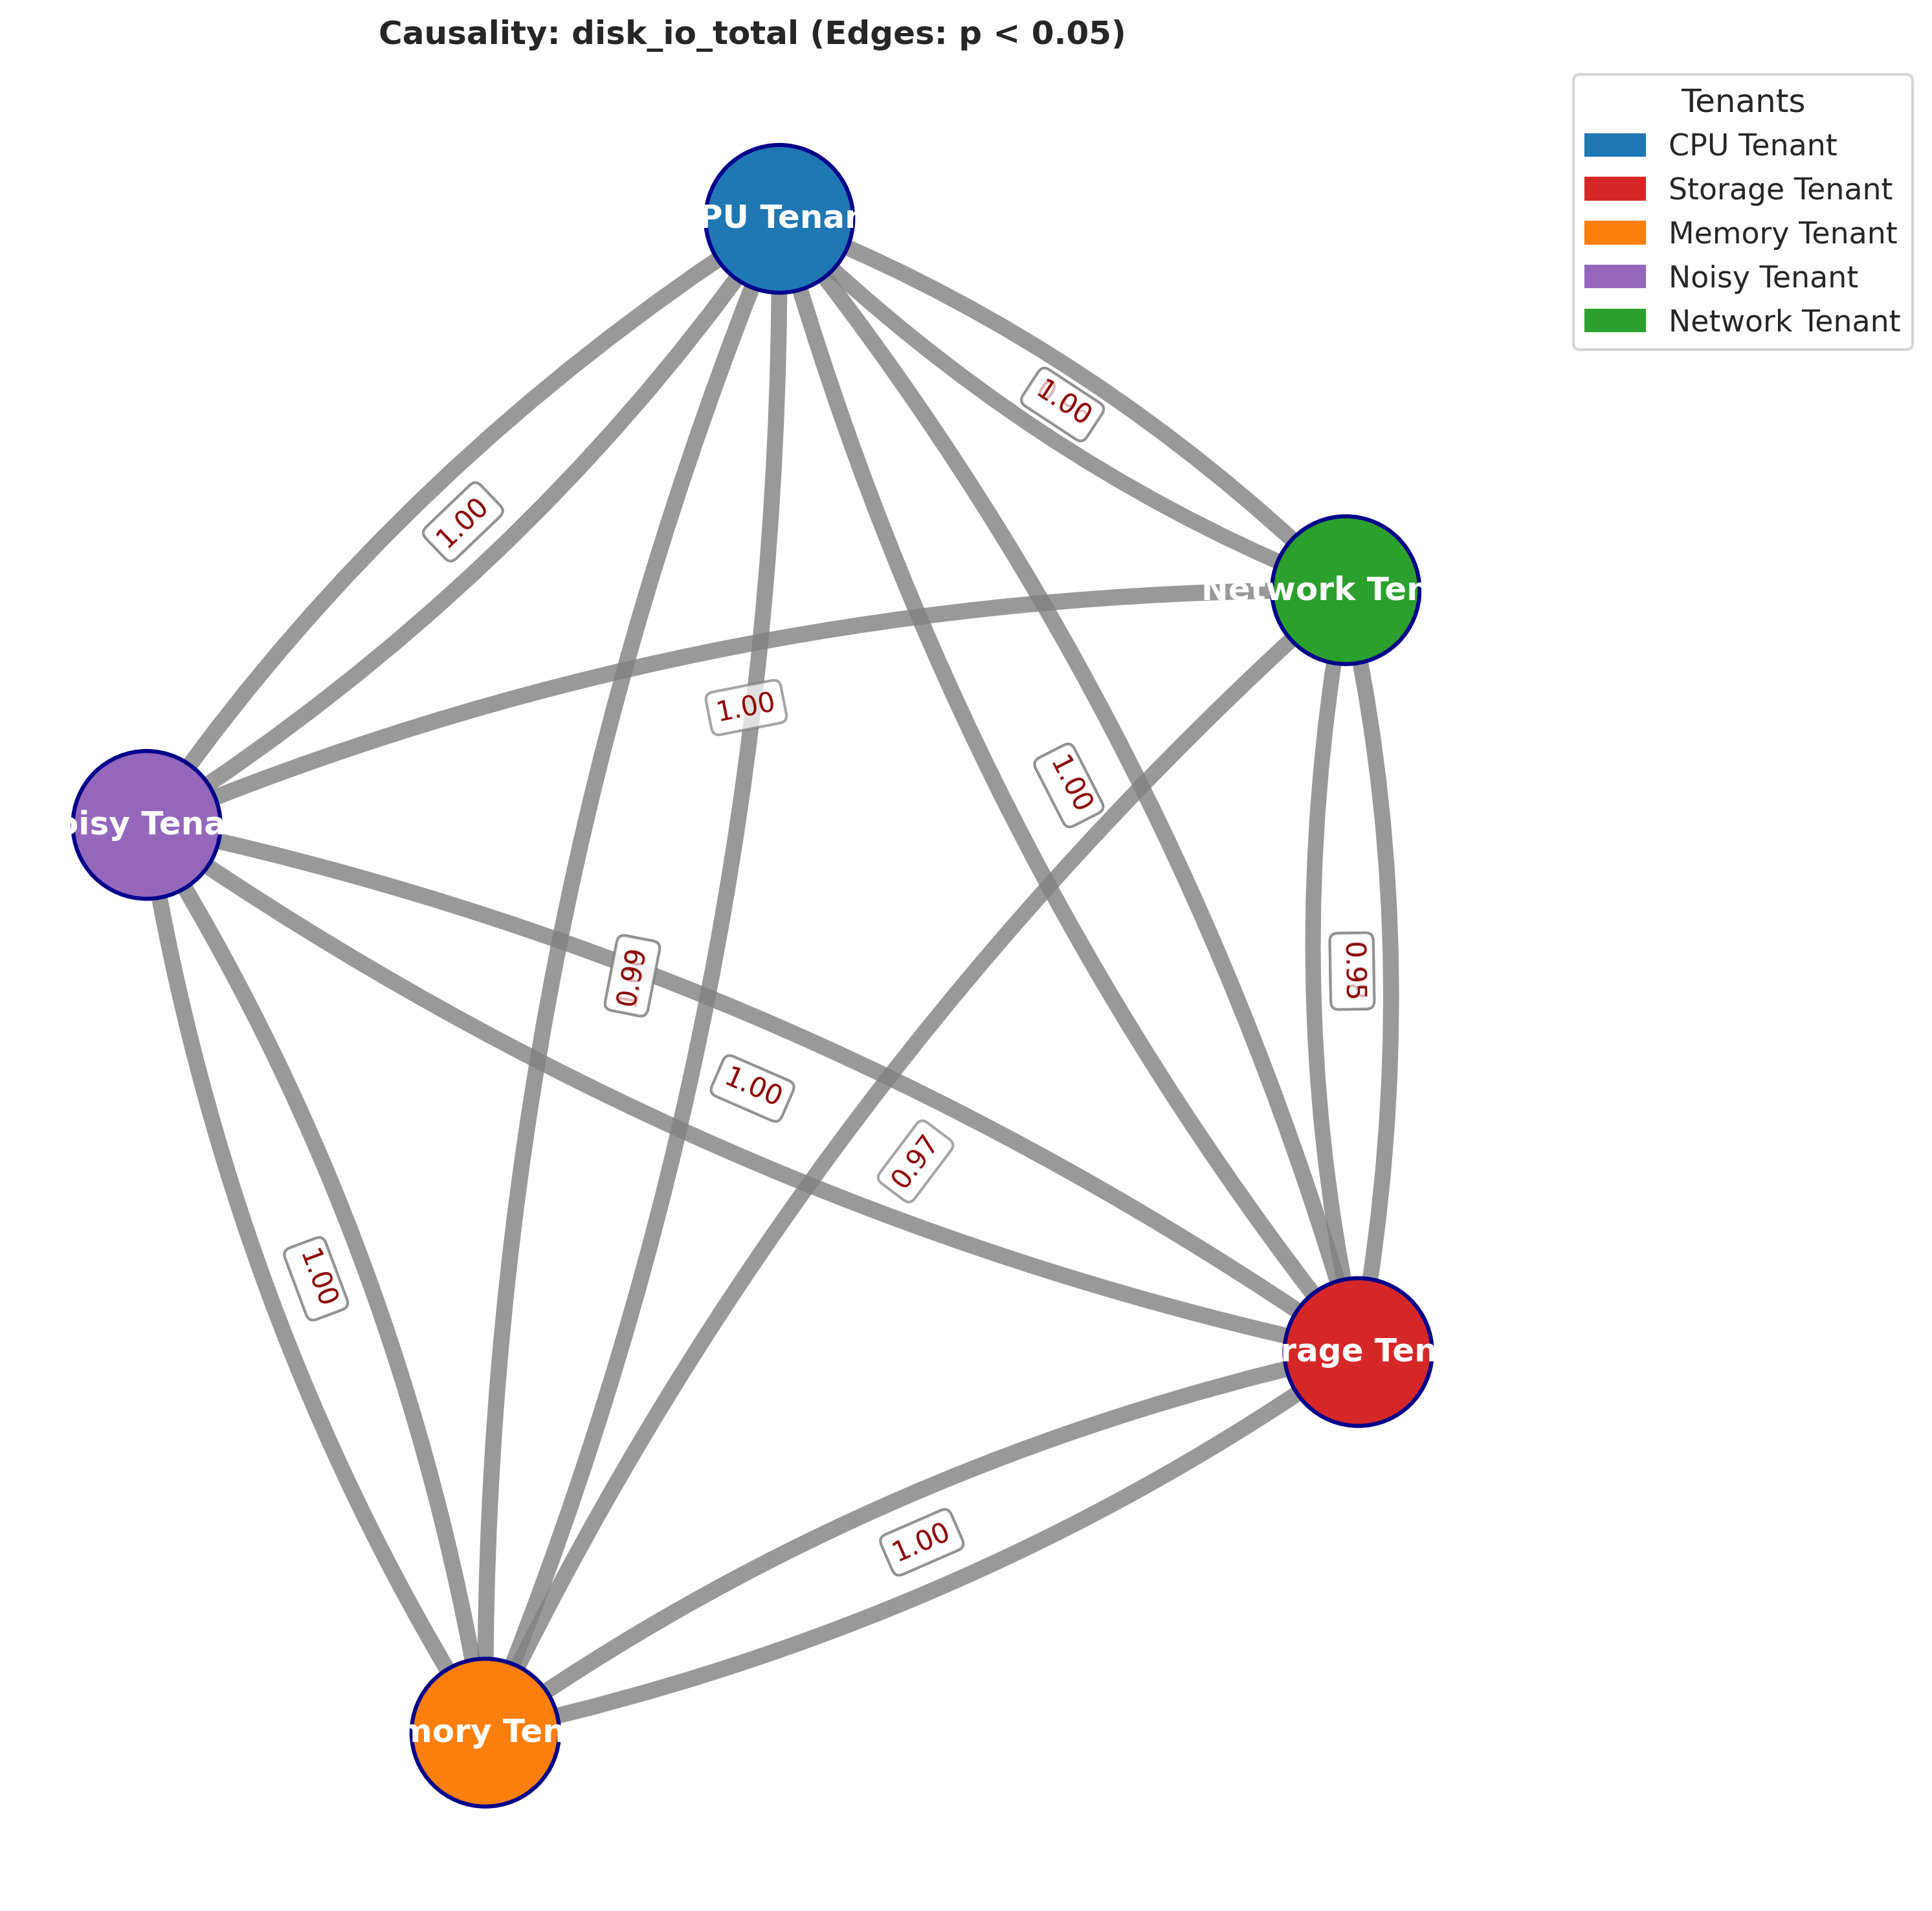 Causality: disk_io_total (Edges: p < 0.05)
Tenants
CPU Tenant
Storage Tenant
Memory Tenant
Noisy Tenant
Network Tenant
PU Tenan
1.00
1.00
Network Ten
1.00
1.00
oisy Tena
0.99
0.95
1.00
0.97
1.00
rage Ten
1.00
mory Ten